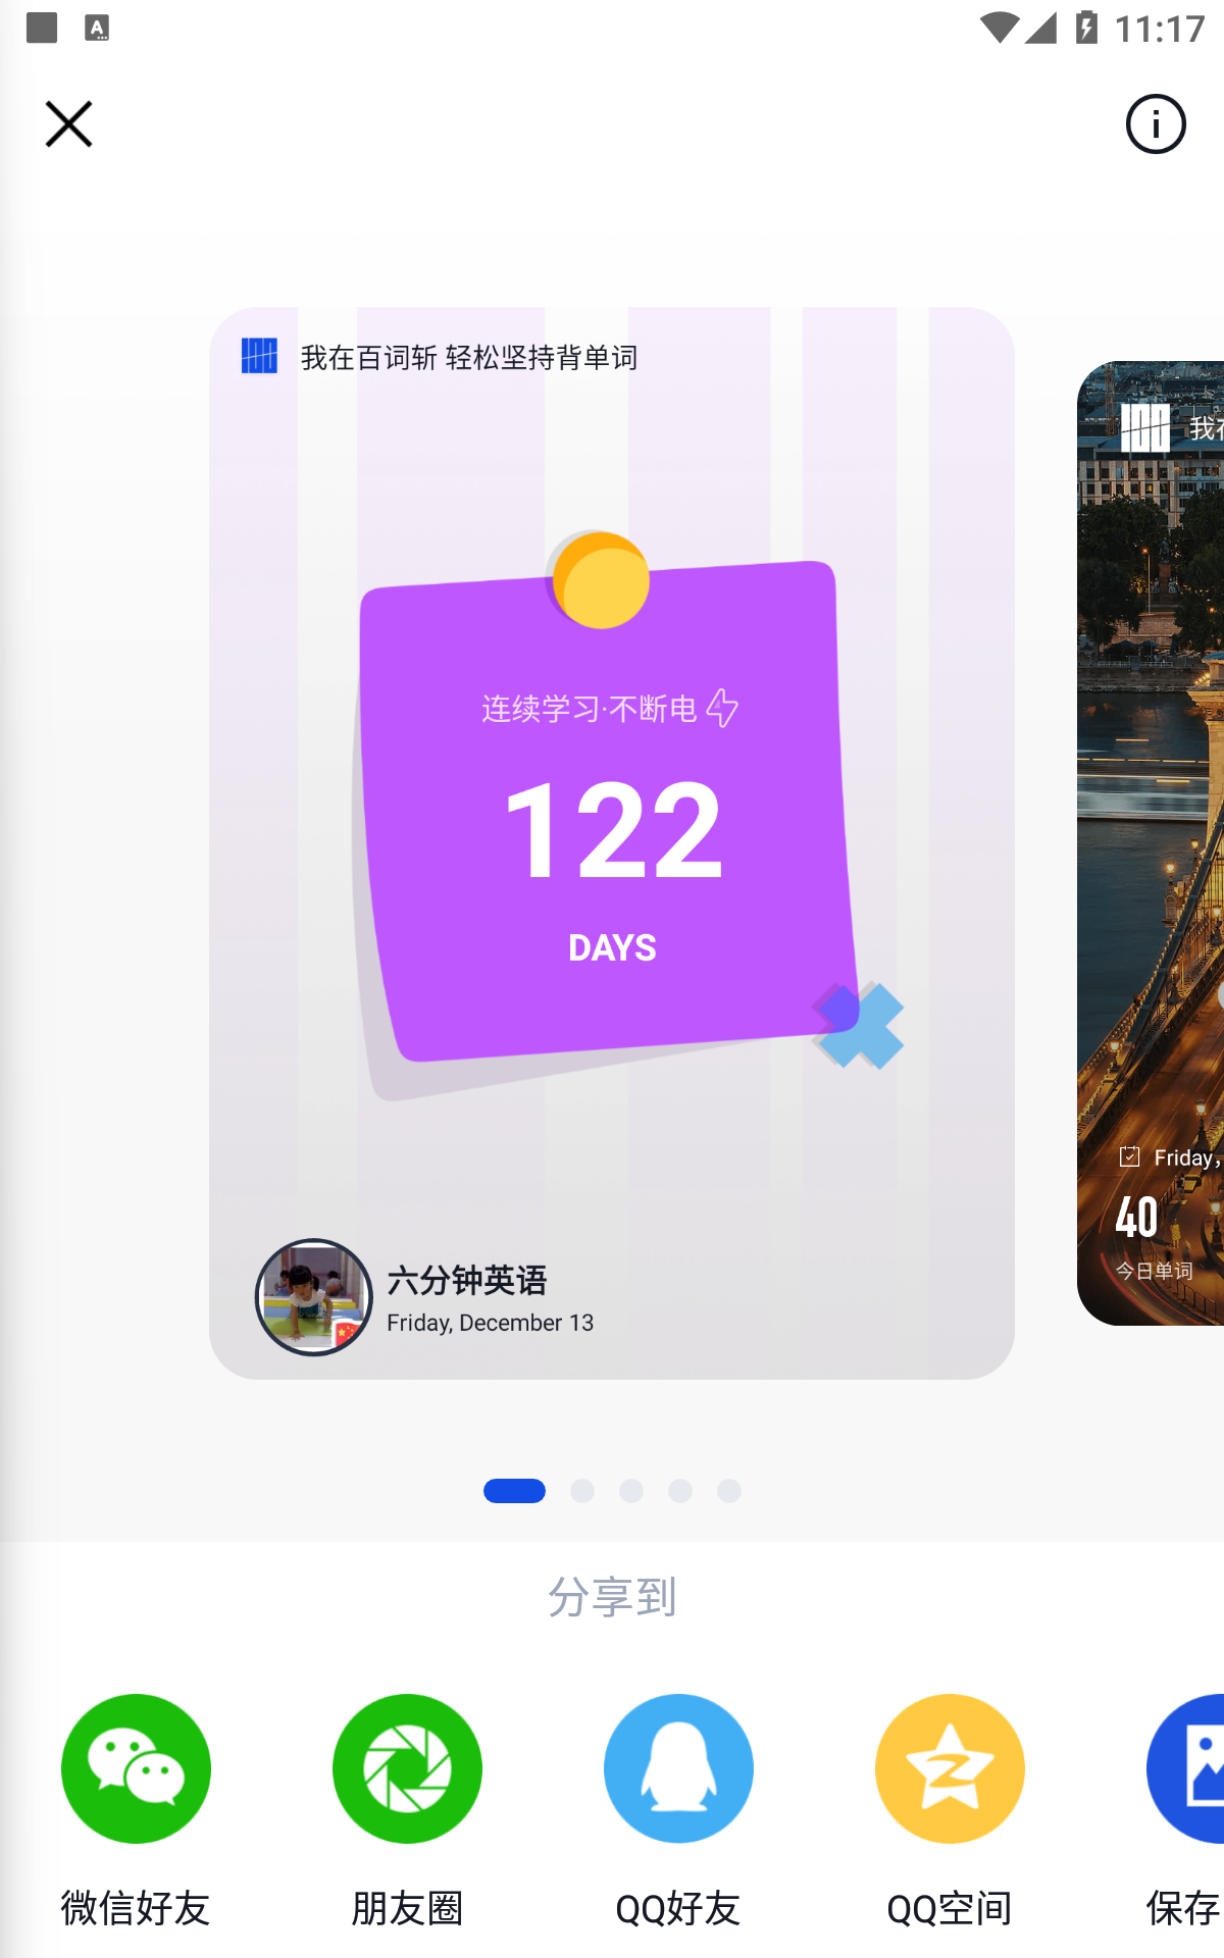 11:17
我在百词斩 轻松坚持背单词
我在
连续学习·不断电
122
DAYS
Friday,
40
今日单词
六分钟英语
Friday, December 13
分享到
微信好友
朋友圈
QQ好友
QQ空间
保存